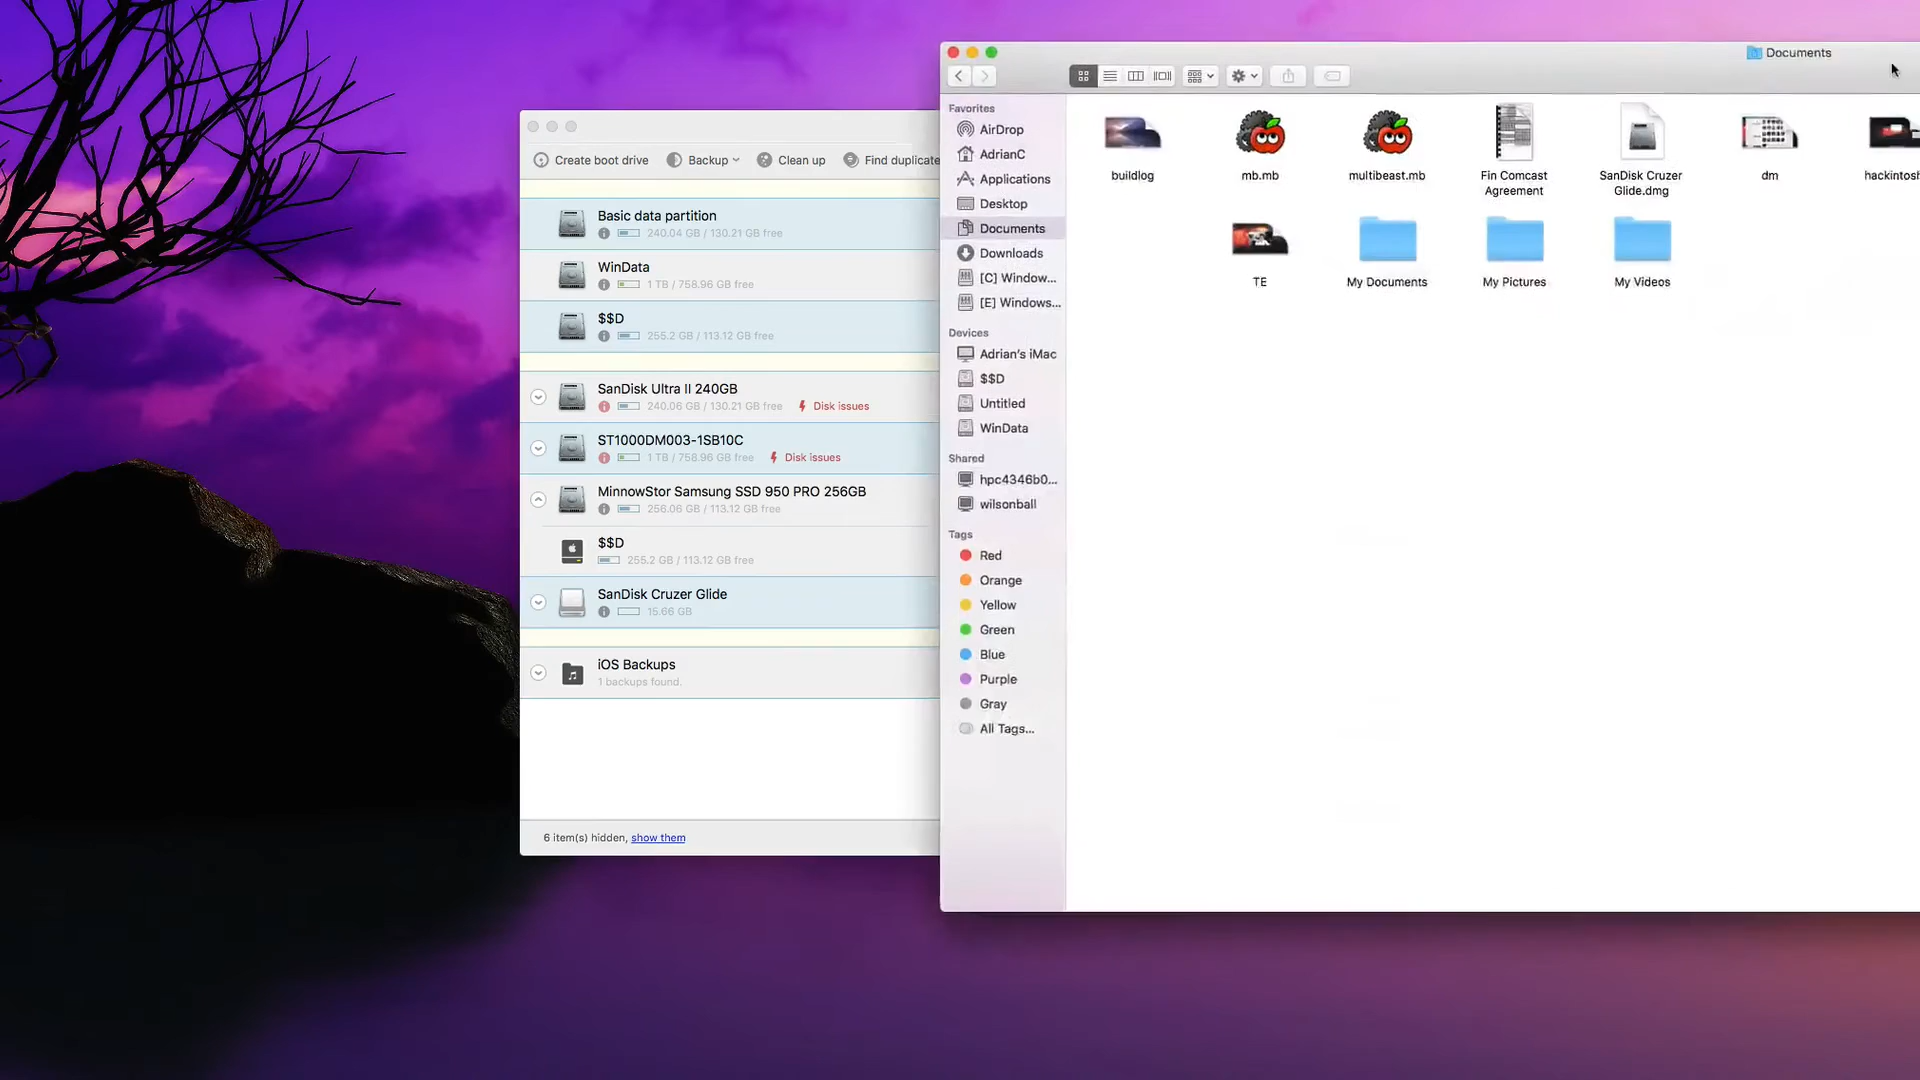 Create boot drive
Backup
Clean up
Find duplicate
Basic data partition
240.04 GB / 130.21 GB free
WinData
1 TB / 758.96 GB free
$$D
255.2 GB / 113.12 GB free
SanDisk Ultra II 240GB
240.06 GB / 130.21 GB free
Disk issues
ST1000DM003-1SB10C
1 TB / 758.96 GB free
Disk issues
MinnowStor Samsung SSD 950 PRO 256GB
256.06 GB / 113.12 GB free
$$D
255.2 GB / 113.12 GB free
SanDisk Cruzer Glide
15.66 GB
iOS Backups
1 backups found.
6 item(s) hidden, show them
Documents
Favorites
AirDrop
AdrianC
Applications
Desktop
Documents
Downloads
[C] Window...
[E] Windows...
Devices
Adrian's iMac
$$D
Untitled
WinData
Shared
hpc4346b0...
wilsonball
Tags
Red
Orange
Yellow
Green
Blue
Purple
Gray
All Tags...
buildlog
mb.mb
multibeast.mb
Fin Comcast
Agreement
SanDisk Cruzer
Glide.dmg
dm
hackintosh
TE
My Documents
My Pictures
My Videos